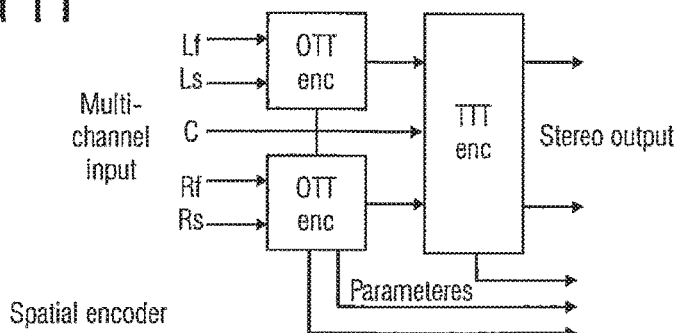 Lf
Ls
OTT
enc
Multi-
channel
input
C
TTT
enc
Stereo output
Rf
Rs
OTT
enc
Parameteres
Spatial encoder